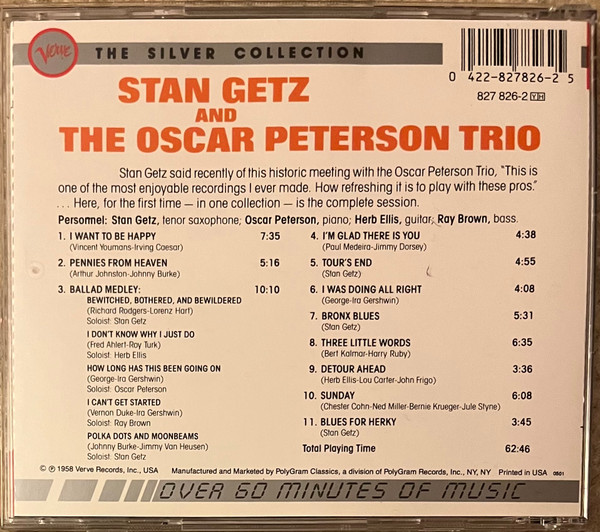 Verve
THE SILVER COLLECTION
0 422-827826-2 5
827 826-2 YH
STAN GETZ
AND
THE OSCAR PETERSON TRIO
Stan Getz said recently of this historic meeting with the Oscar Peterson Trio, "This is
one of the most enjoyable recordings I ever made. How refreshing it is to play with these pros."
. . . Here, for the first time — in one collection — is the complete session.
Personnel: Stan Getz, tenor saxophone; Oscar Peterson, piano; Herb Ellis, guitar; Ray Brown, bass.
1. I WANT TO BE HAPPY 7:35
(Vincent Youmans-Irving Caesar)
2. PENNIES FROM HEAVEN 5:16
(Arthur Johnston-Johnny Burke)
3. BALLAD MEDLEY: 10:10
BEWITCHED, BOTHERED, AND BEWILDERED
(Richard Rodgers-Lorenz Hart)
Soloist: Stan Getz
I DON'T KNOW WHY I JUST DO
(Fred Ahlert-Roy Turk)
Soloist: Herb Ellis
HOW LONG HAS THIS BEEN GOING ON
(George-Ira Gershwin)
Soloist: Oscar Peterson
I CAN'T GET STARTED
(Vernon Duke-Ira Gershwin)
Soloist: Ray Brown
POLKA DOTS AND MOONBEAMS
(Johnny Burke-Jimmy Van Heusen)
Soloist: Stan Getz
4. I'M GLAD THERE IS YOU 4:38
(Paul Medeira-Jimmy Dorsey)
5. TOUR'S END 4:55
(Stan Getz)
6. I WAS DOING ALL RIGHT 4:08
(George-Ira Gershwin)
7. BRONX BLUES 5:31
(Stan Getz)
8. THREE LITTLE WORDS 6:35
(Bert Kalmar-Harry Ruby)
9. DETOUR AHEAD 3:36
(Herb Ellis-Lou Carter-John Frigo)
10. SUNDAY 6:08
(Chester Cohn-Ned Miller-Bernie Krueger-Jule Styne)
11. BLUES FOR HERKY 3:45
(Stan Getz)
Total Playing Time 62:46
© ℗ 1958 Verve Records, Inc., USA Manufactured and Marketed by PolyGram Classics, a division of PolyGram Records, Inc., NY, NY Printed in USA 0501
OVER 60 MINUTES OF MUSIC